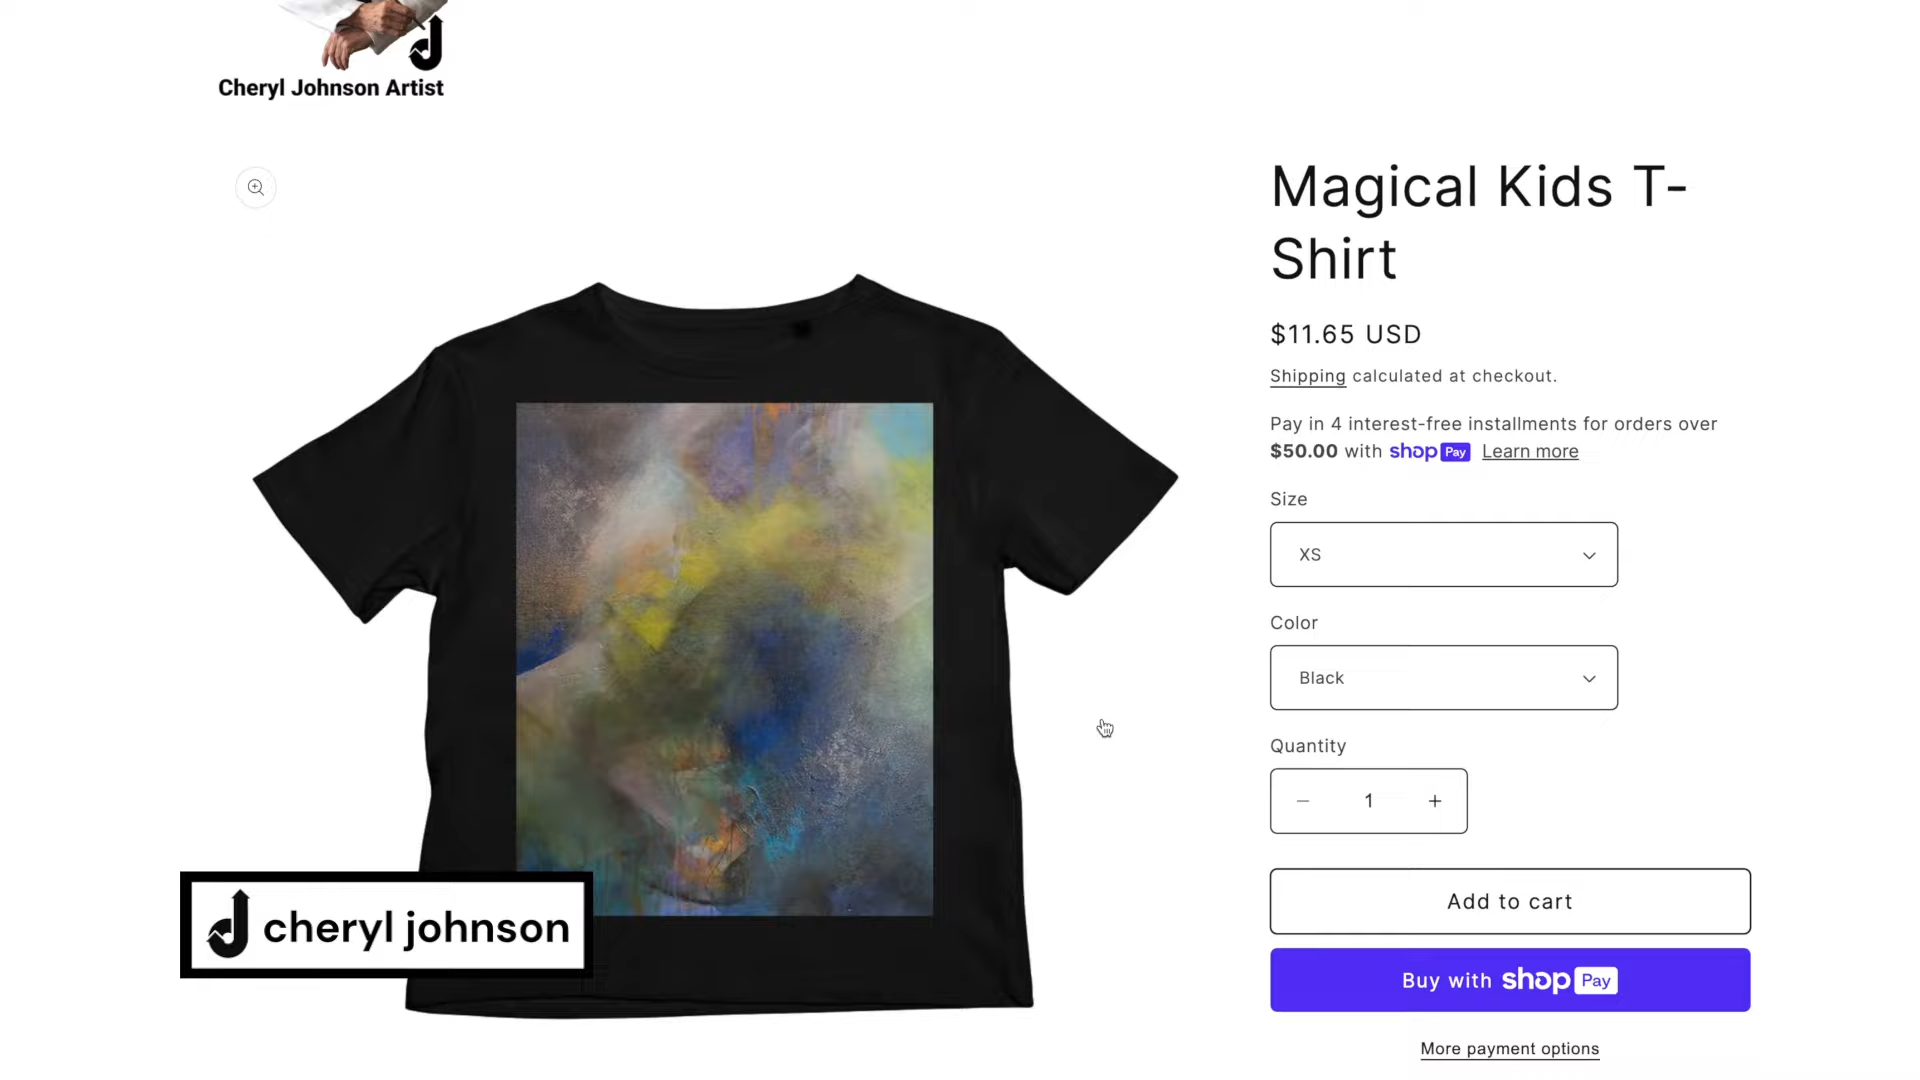 Cheryl Johnson Artist
Magical Kids T-
Shirt
$11.65 USD
Shipping calculated at checkout.
Pay in 4 interest-free installments for orders over
$50.00 with shop Pay Learn more
Size
XS
Color
Black
Quantity
1
Add to cart
Buy with shop Pay
More payment options
cheryl johnson